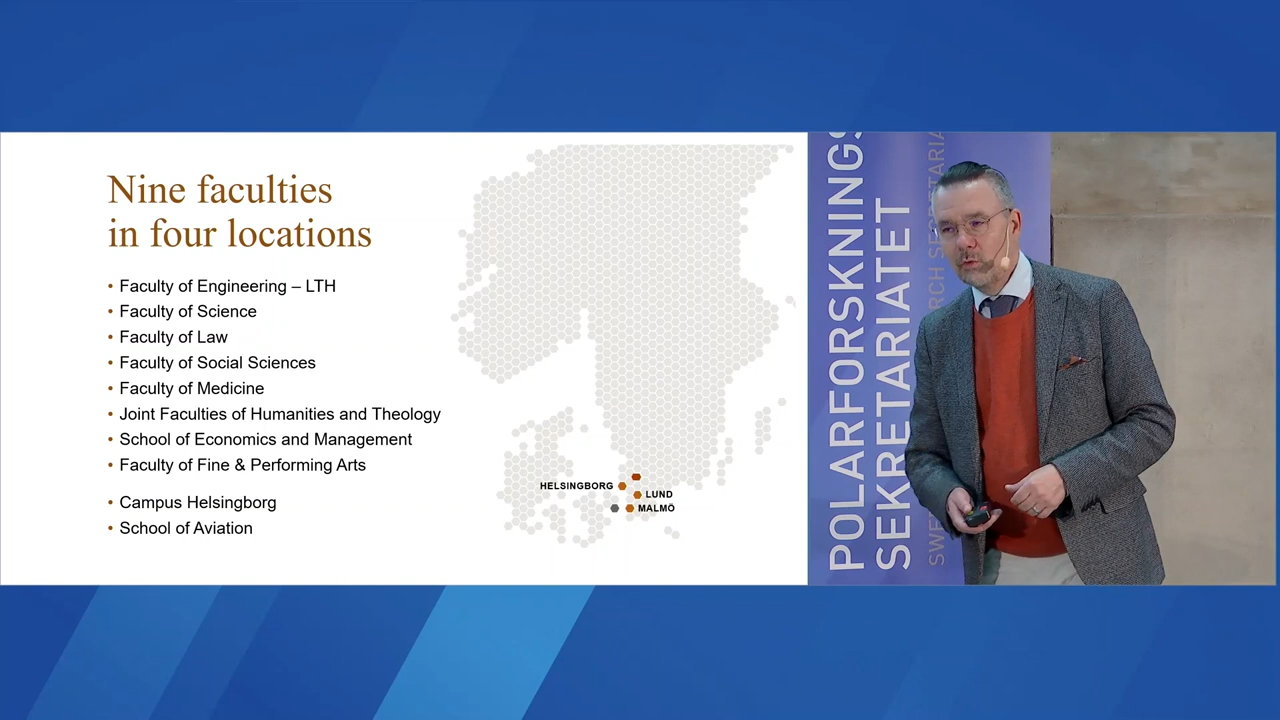 Nine faculties
in four locations
• Faculty of Engineering – LTH
• Faculty of Science
• Faculty of Law
• Faculty of Social Sciences
• Faculty of Medicine
• Joint Faculties of Humanities and Theology
• School of Economics and Management
• Faculty of Fine & Performing Arts
• Campus Helsingborg
• School of Aviation
HELSINGBORG
LUND
MALMÖ
POLARFORSKNINGS
SEKRETARIATET